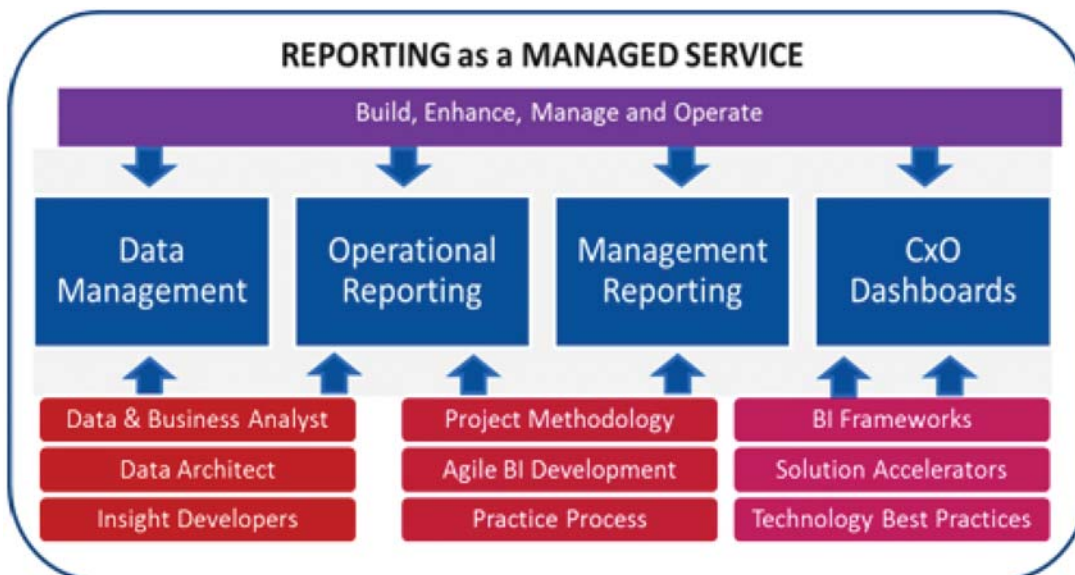 REPORTING as a MANAGED SERVICE
Build, Enhance, Manage and Operate
Data
Management
Operational
Reporting
Management
Reporting
CxO
Dashboards
Data & Business Analyst
Data Architect
Insight Developers
Project Methodology
Agile BI Development
Practice Process
BI Frameworks
Solution Accelerators
Technology Best Practices